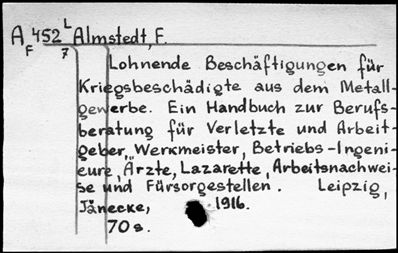 A F 452 L 7 Almstedt, F.
Lohnende Beschäftigungen für
Kriegsbeschädigte aus dem Metall-
gewerbe. Ein Handbuch zur Berufs-
beratung für Verletzte und Arbeit-
geber, Werkmeister, Betriebs-Ingeni-
eure, Ärzte, Lazarette, Arbeitsnachwei-
se und Fürsorgestellen. Leipzig,
Jänecke, 1916.
70 s.